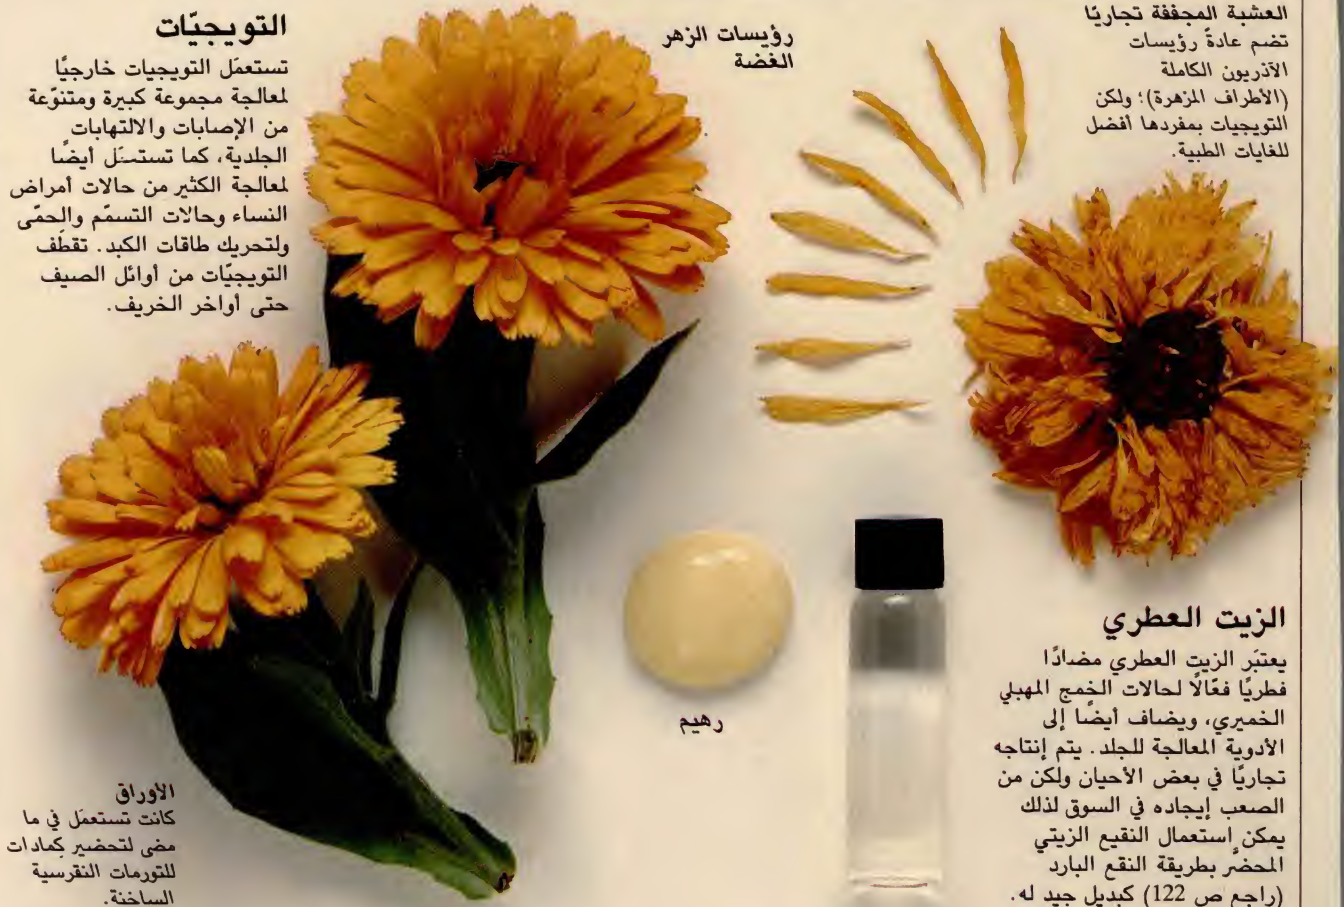 العشبة المجففة تجاريًا
تضم عادةً رؤيسات
الآذريون الكاملة
(الأطراف المزهرة)؛ ولكن
التويجيات بمفردها أفضل
للغايات الطبية.
رؤيسات الزهر
الغضة
التويجيّات
تستعمَل التويجيات خارجيًا
لمعالجة مجموعة كبيرة ومتنوّعة
من الإصابات والالتهابات
الجلدية، كما تستعمَل أيضًا
لمعالجة الكثير من حالات أمراض
النساء وحالات التسمّم والحمّى
ولتحريك طاقات الكبد. تقطَف
التويجيّات من أوائل الصيف
حتى أواخر الخريف.
الزيت العطري
يعتبَر الزيت العطري مضادًا
فطريًا فعّالًا لحالات الخمج المهبلي
الخميري، ويضاف أيضًا إلى
الأدوية المعالجة للجلد. يتم إنتاجه
تجاريًا في بعض الأحيان ولكن من
الصعب إيجاده في السوق لذلك
يمكن استعمال النقيع الزيتي
المحضَّر بطريقة النقع البارد
(راجع ص 122) كبديل جيد له.
رهيم
الأوراق
كانت تستعمَل في ما
مضى لتحضير كِمادات
للتورمات النقرسية
الساخنة.